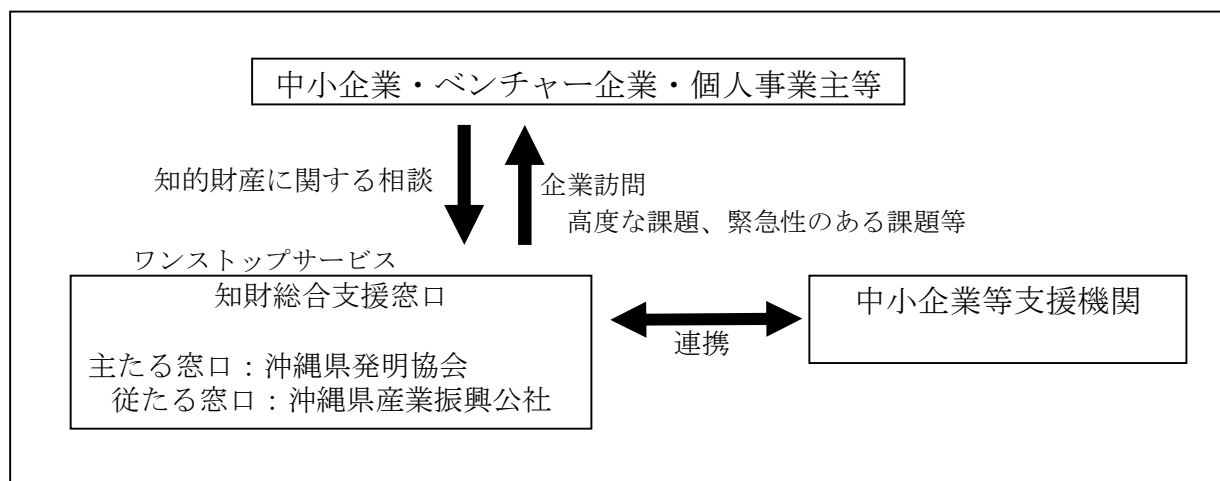 中小企業・ベンチャー企業・個人事業主等
知的財産に関する相談
企業訪問
高度な課題、緊急性のある課題等
ワンストップサービス
知財総合支援窓口
主たる窓口：沖縄県発明協会
従たる窓口：沖縄県産業振興公社
連携
中小企業等支援機関